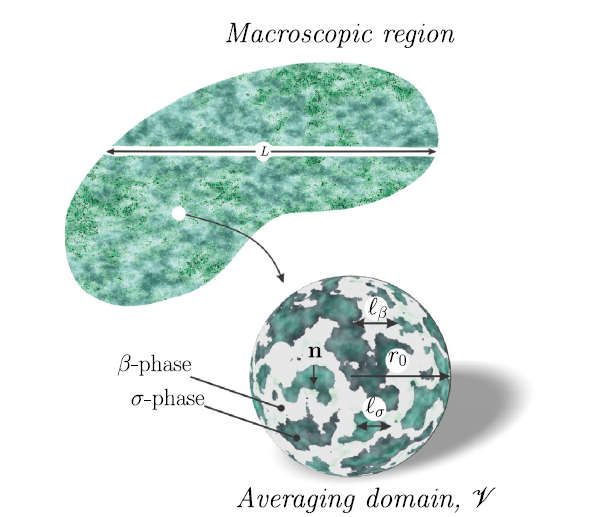 Macroscopic region
L
ℓβ
n
r0
β-phase
σ-phase
ℓσ
Averaging domain, 𝒱